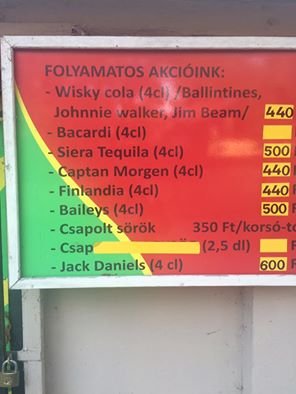 FOLYAMATOS AKCIÓINK:
- Wisky cola (4cl) /Ballintines,
Johnnie walker, Jim Beam/ 440
- Bacardi (4cl)
- Siera Tequila (4cl) 500
- Captan Morgen (4cl) 440
- Finlandia (4cl) 440
- Baileys (4cl) 500 F
- Csapolt sörök 350 Ft/korsó-tó
- Csap (2,5 dl) F
- Jack Daniels (4 cl) 600 F